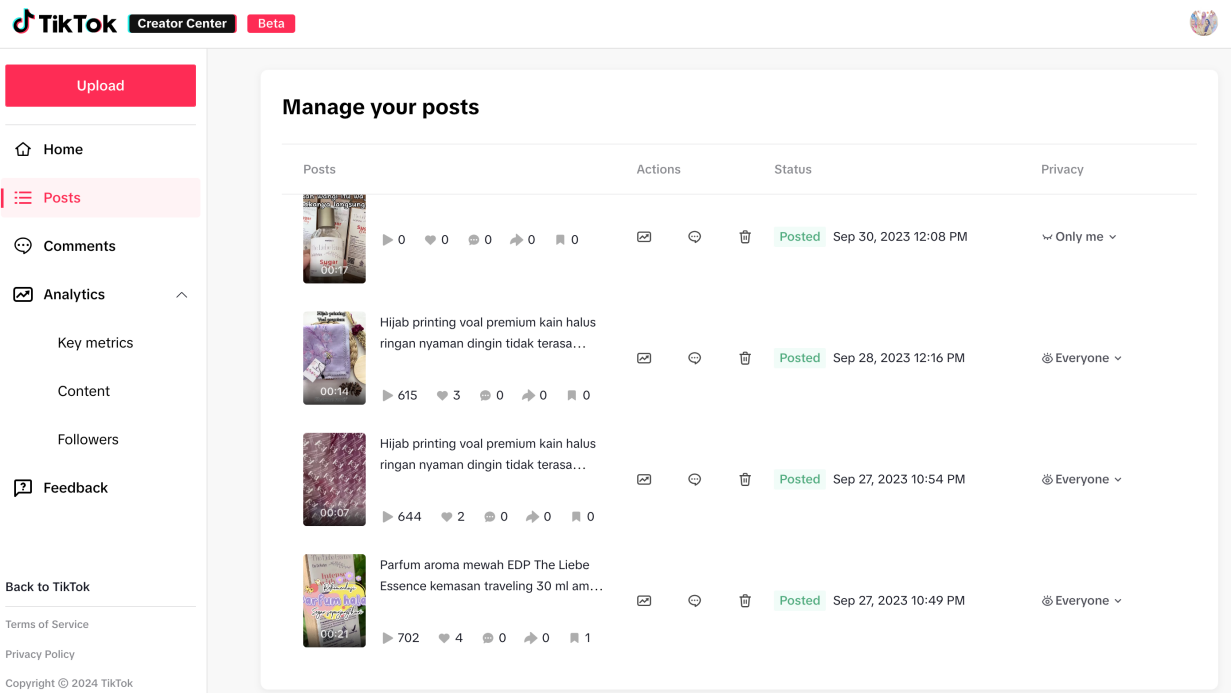 TikTok Creator Center Beta
Upload
Home
Posts
Comments
Analytics
Key metrics
Content
Followers
Feedback
Back to TikTok
Terms of Service
Privacy Policy
Copyright © 2024 TikTok
Manage your posts
Posts Actions Status Privacy
Sugar
00:17
0 0 0 0 0
Posted Sep 30, 2023 12:08 PM Only me
Hijab printing
Voal premium
00:14
Hijab printing voal premium kain halus
ringan nyaman dingin tidak terasa...
615 3 0 0 0
Posted Sep 28, 2023 12:16 PM Everyone
00:07
Hijab printing voal premium kain halus
ringan nyaman dingin tidak terasa...
644 2 0 0 0
Posted Sep 27, 2023 10:54 PM Everyone
00:21
Parfum aroma mewah EDP The Liebe
Essence kemasan traveling 30 ml am...
702 4 0 0 1
Posted Sep 27, 2023 10:49 PM Everyone